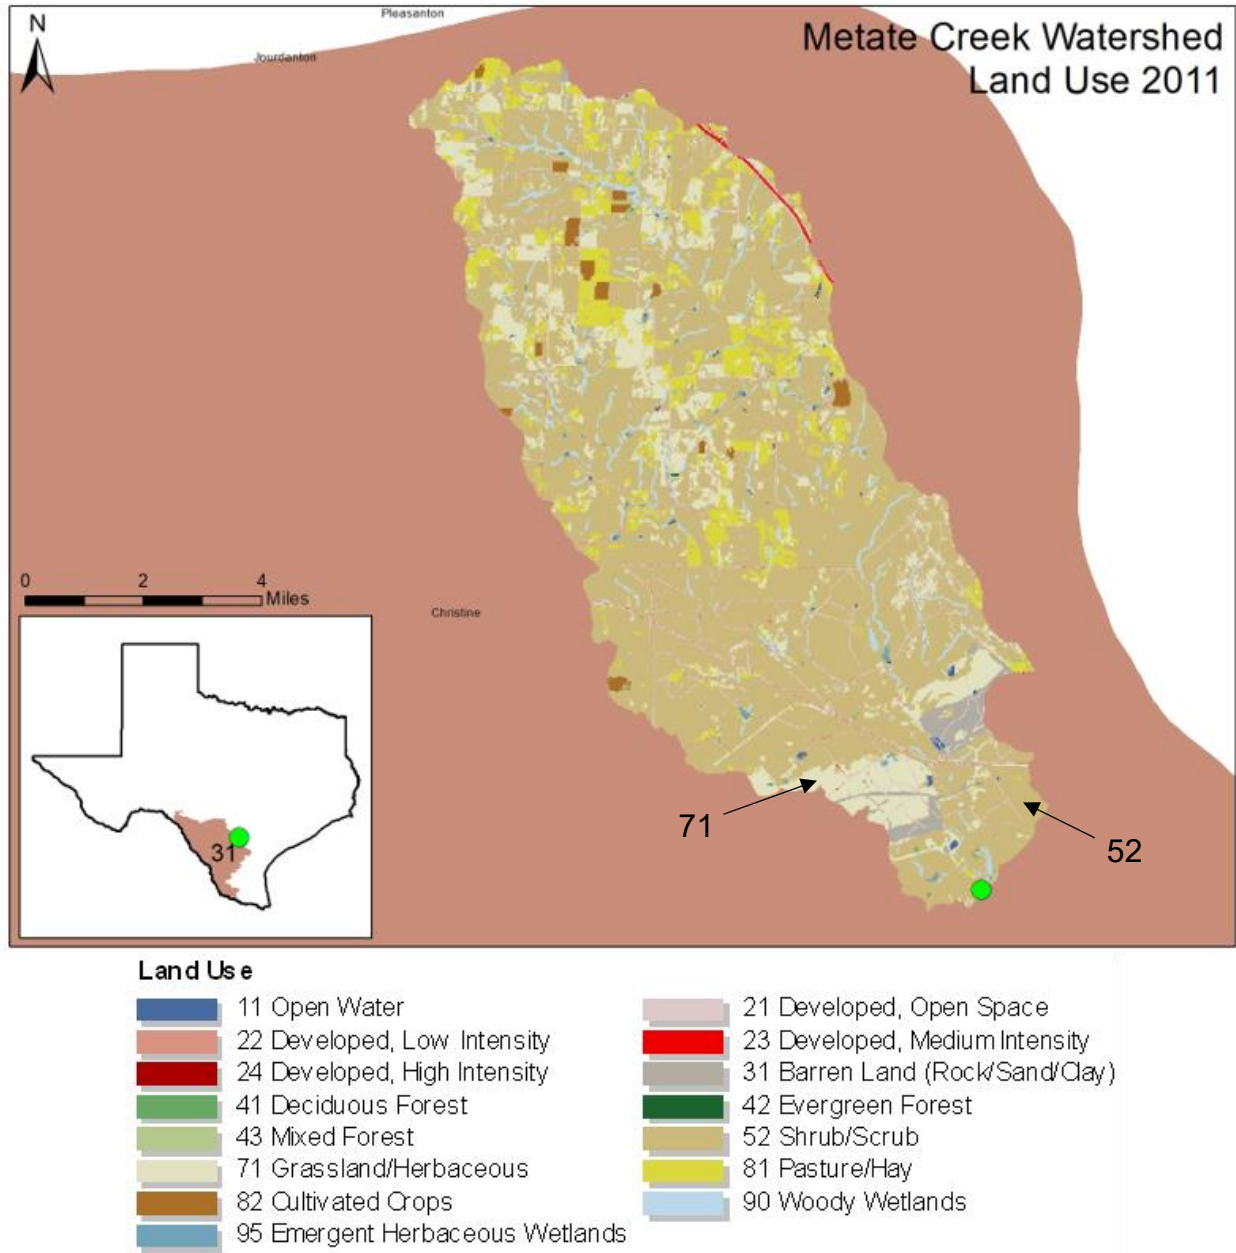 Pleasanton
N
Metate Creek Watershed
Land Use 2011
Jourdanton
0 2 4
Miles
Christine
31
71
52
Land Use
11 Open Water
21 Developed, Open Space
22 Developed, Low Intensity
23 Developed, Medium Intensity
24 Developed, High Intensity
31 Barren Land (Rock/Sand/Clay)
41 Deciduous Forest
42 Evergreen Forest
43 Mixed Forest
52 Shrub/Scrub
71 Grassland/Herbaceous
81 Pasture/Hay
82 Cultivated Crops
90 Woody Wetlands
95 Emergent Herbaceous Wetlands